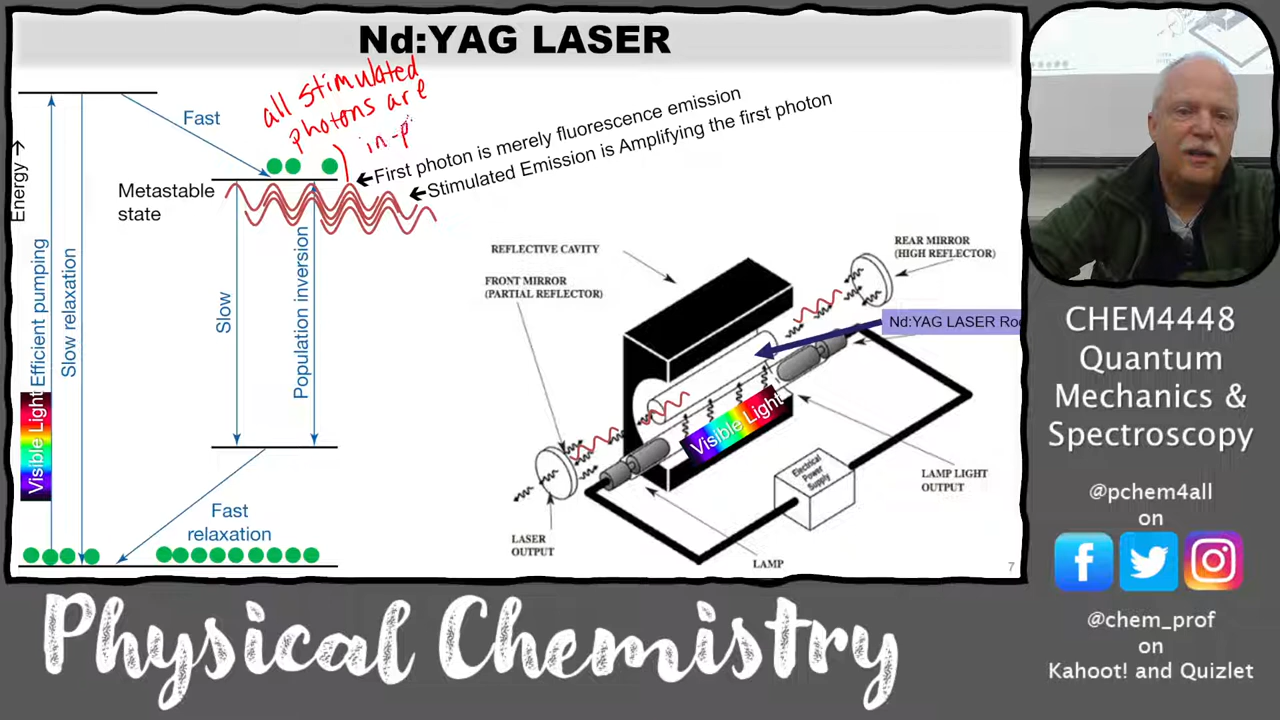 Nd:YAG LASER
all stimulated
photons are
in-p
First photon is merely fluorescence emission
Stimulated Emission is Amplifying the first photon
Energy →
Fast
Metastable
state
Efficient pumping
Slow relaxation
Slow
Population inversion
Visible Light
Fast
relaxation
REFLECTIVE CAVITY
FRONT MIRROR
(PARTIAL REFLECTOR)
REAR MIRROR
(HIGH REFLECTOR)
Nd:YAG LASER Ro
Visible Light
Electrical
Power
Supply
LAMP LIGHT
OUTPUT
LASER
OUTPUT
LAMP
7
CHEM4448
Quantum
Mechanics &
Spectroscopy
@pchem4all
on
@chem_prof
on
Kahoot! and Quizlet
Physical Chemistry